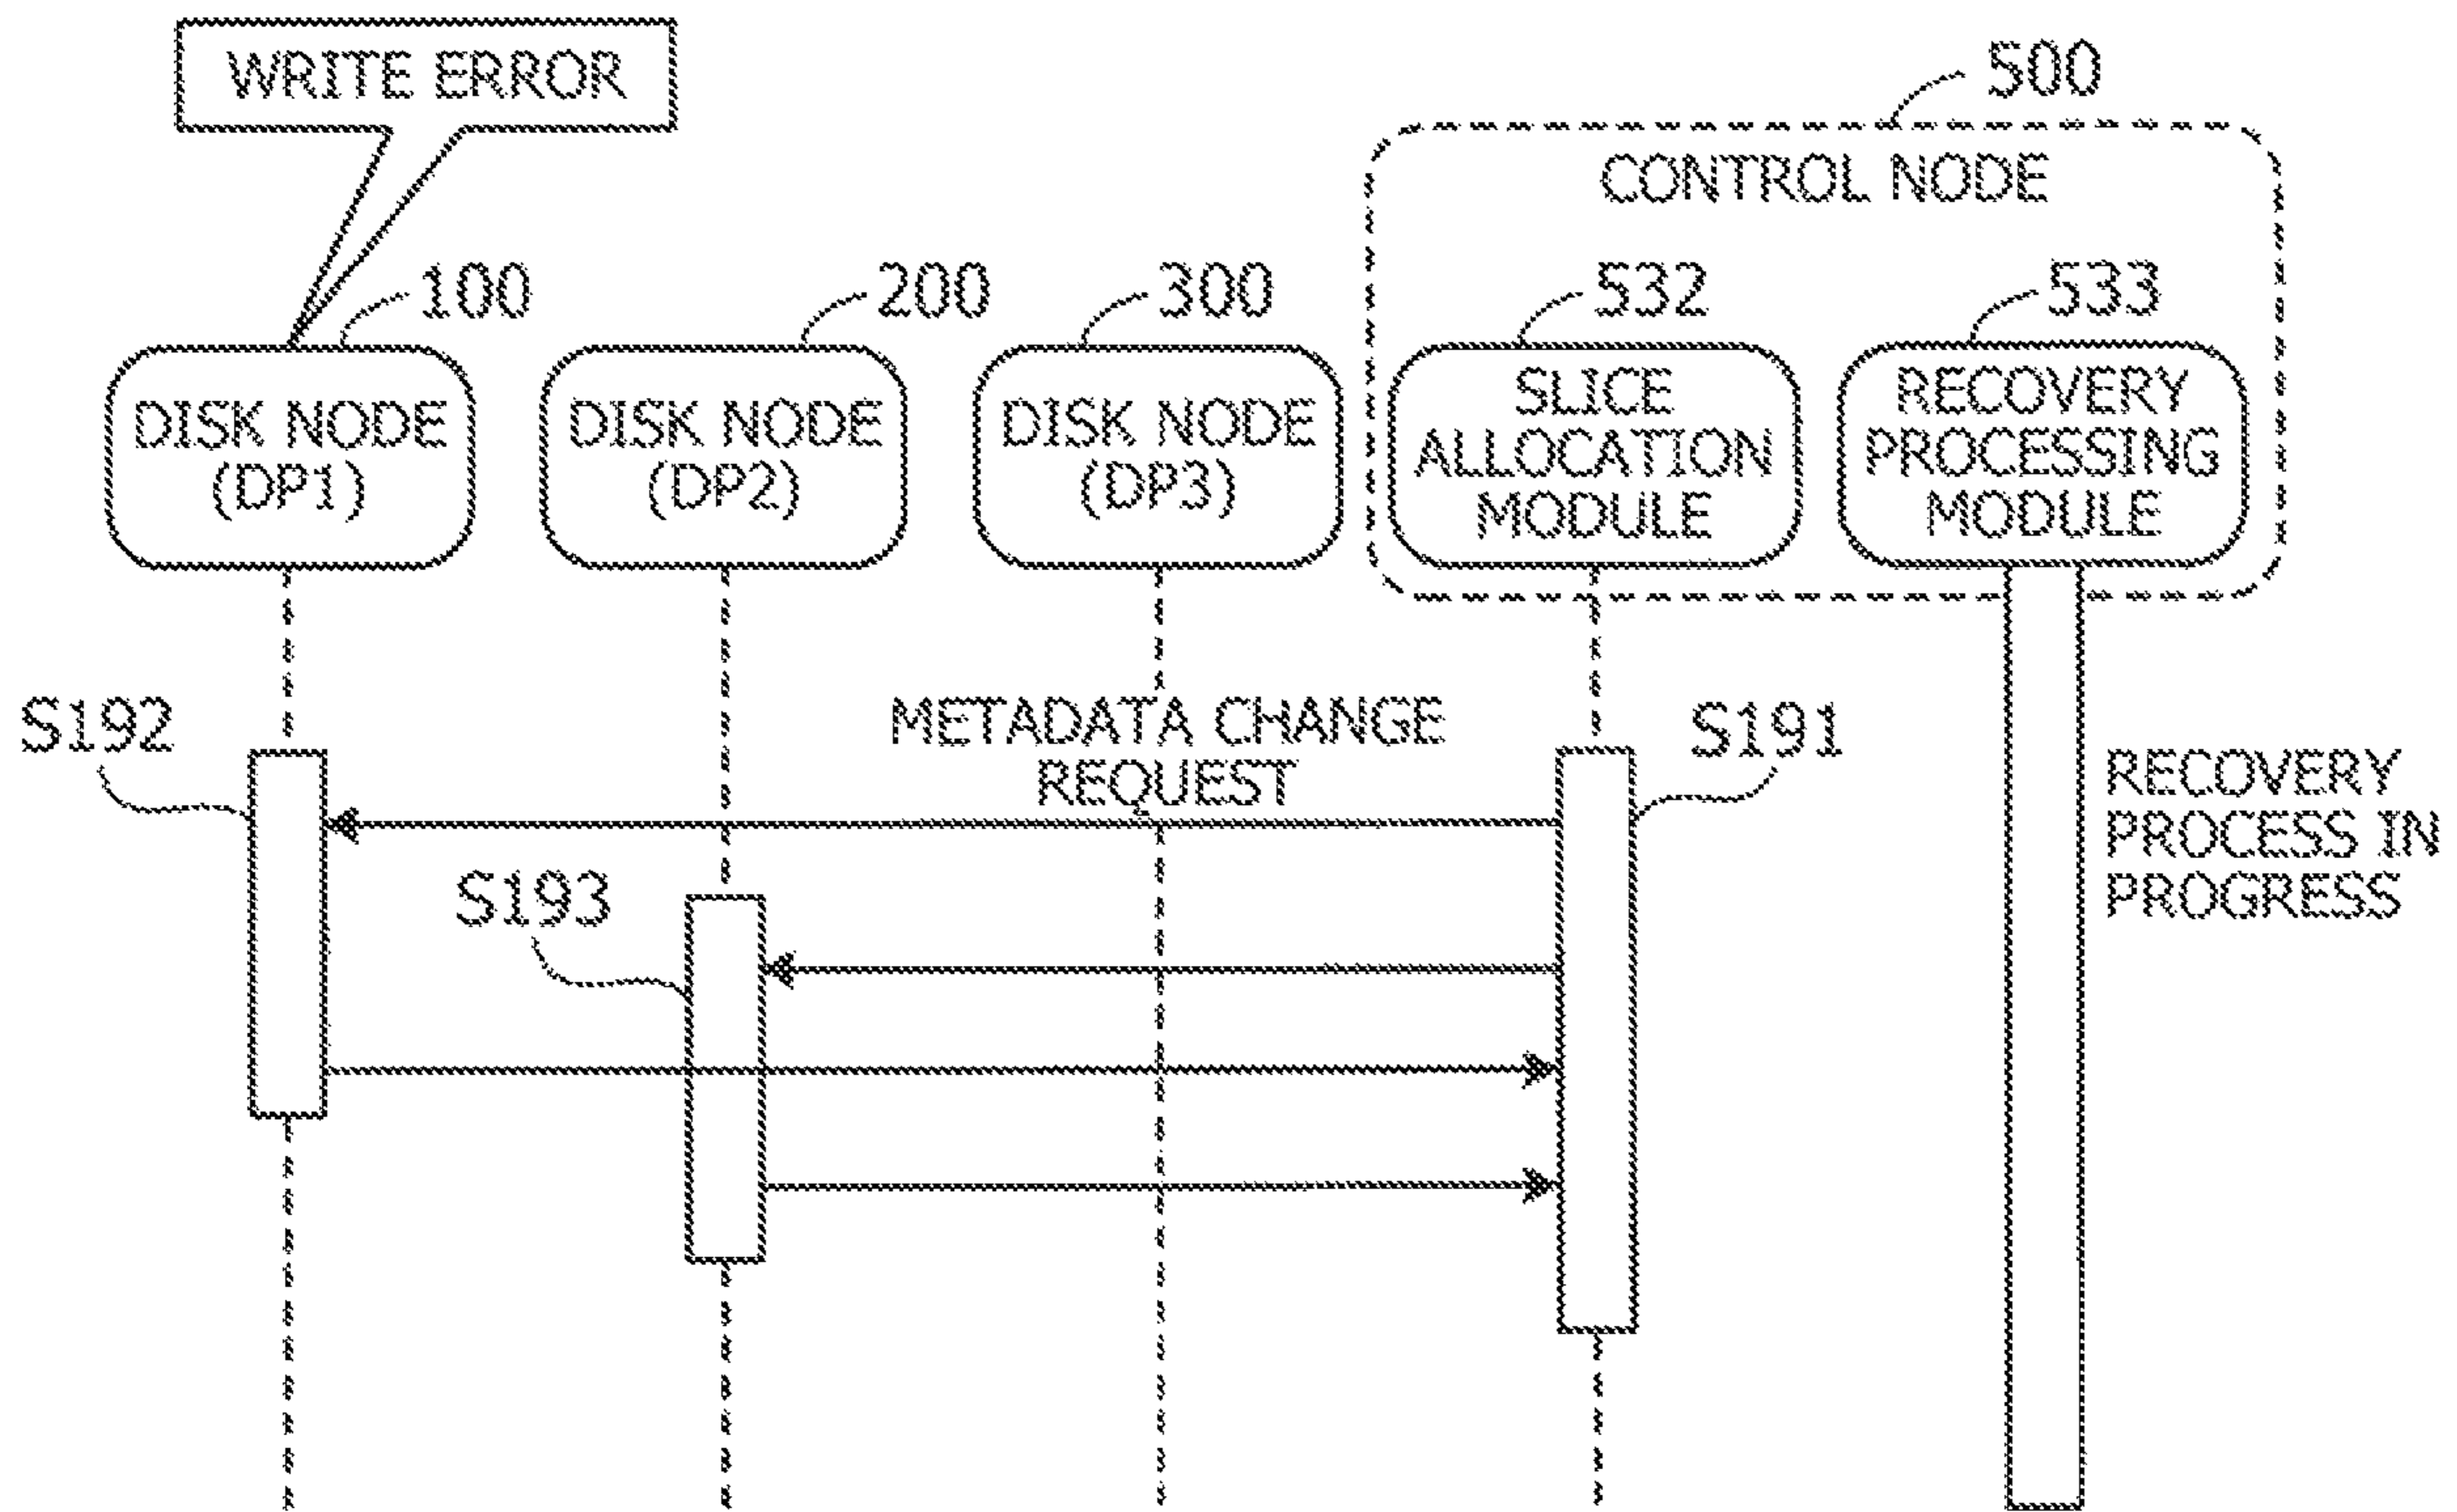 WRITE ERROR
500
CONTROL NODE
100
200
300
532
533
DISK NODE
(DP1)
DISK NODE
(DP2)
DISK NODE
(DP3)
SLICE
ALLOCATION
MODULE
RECOVERY
PROCESSING
MODULE
S192
METADATA CHANGE
REQUEST
S191
RECOVERY
PROCESS IN
PROGRESS
S193